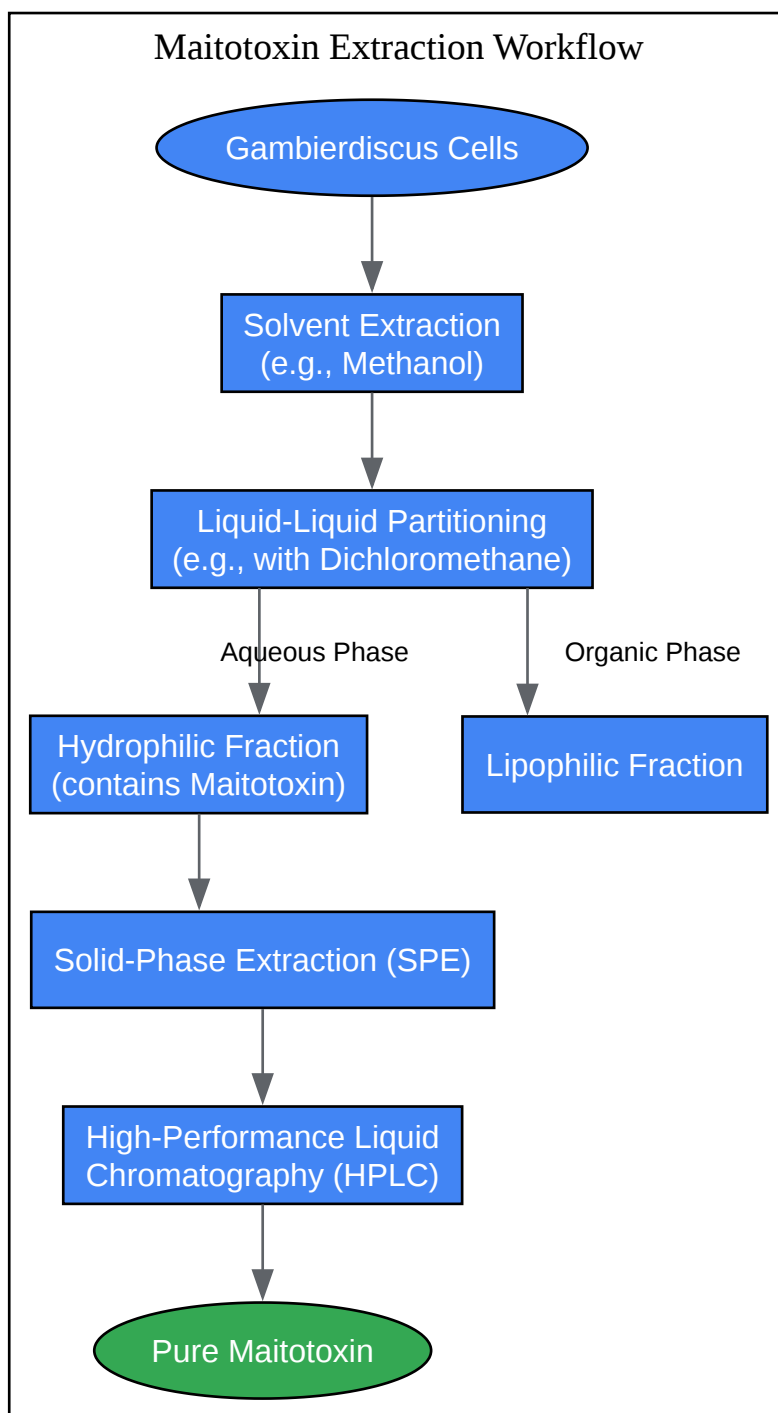 Maitotoxin Extraction Workflow
Gambierdiscus Cells
Solvent Extraction
(e.g., Methanol)
Liquid-Liquid Partitioning
(e.g., with Dichloromethane)
Aqueous Phase
Organic Phase
Hydrophilic Fraction
(contains Maitotoxin)
Lipophilic Fraction
Solid-Phase Extraction (SPE)
High-Performance Liquid
Chromatography (HPLC)
Pure Maitotoxin